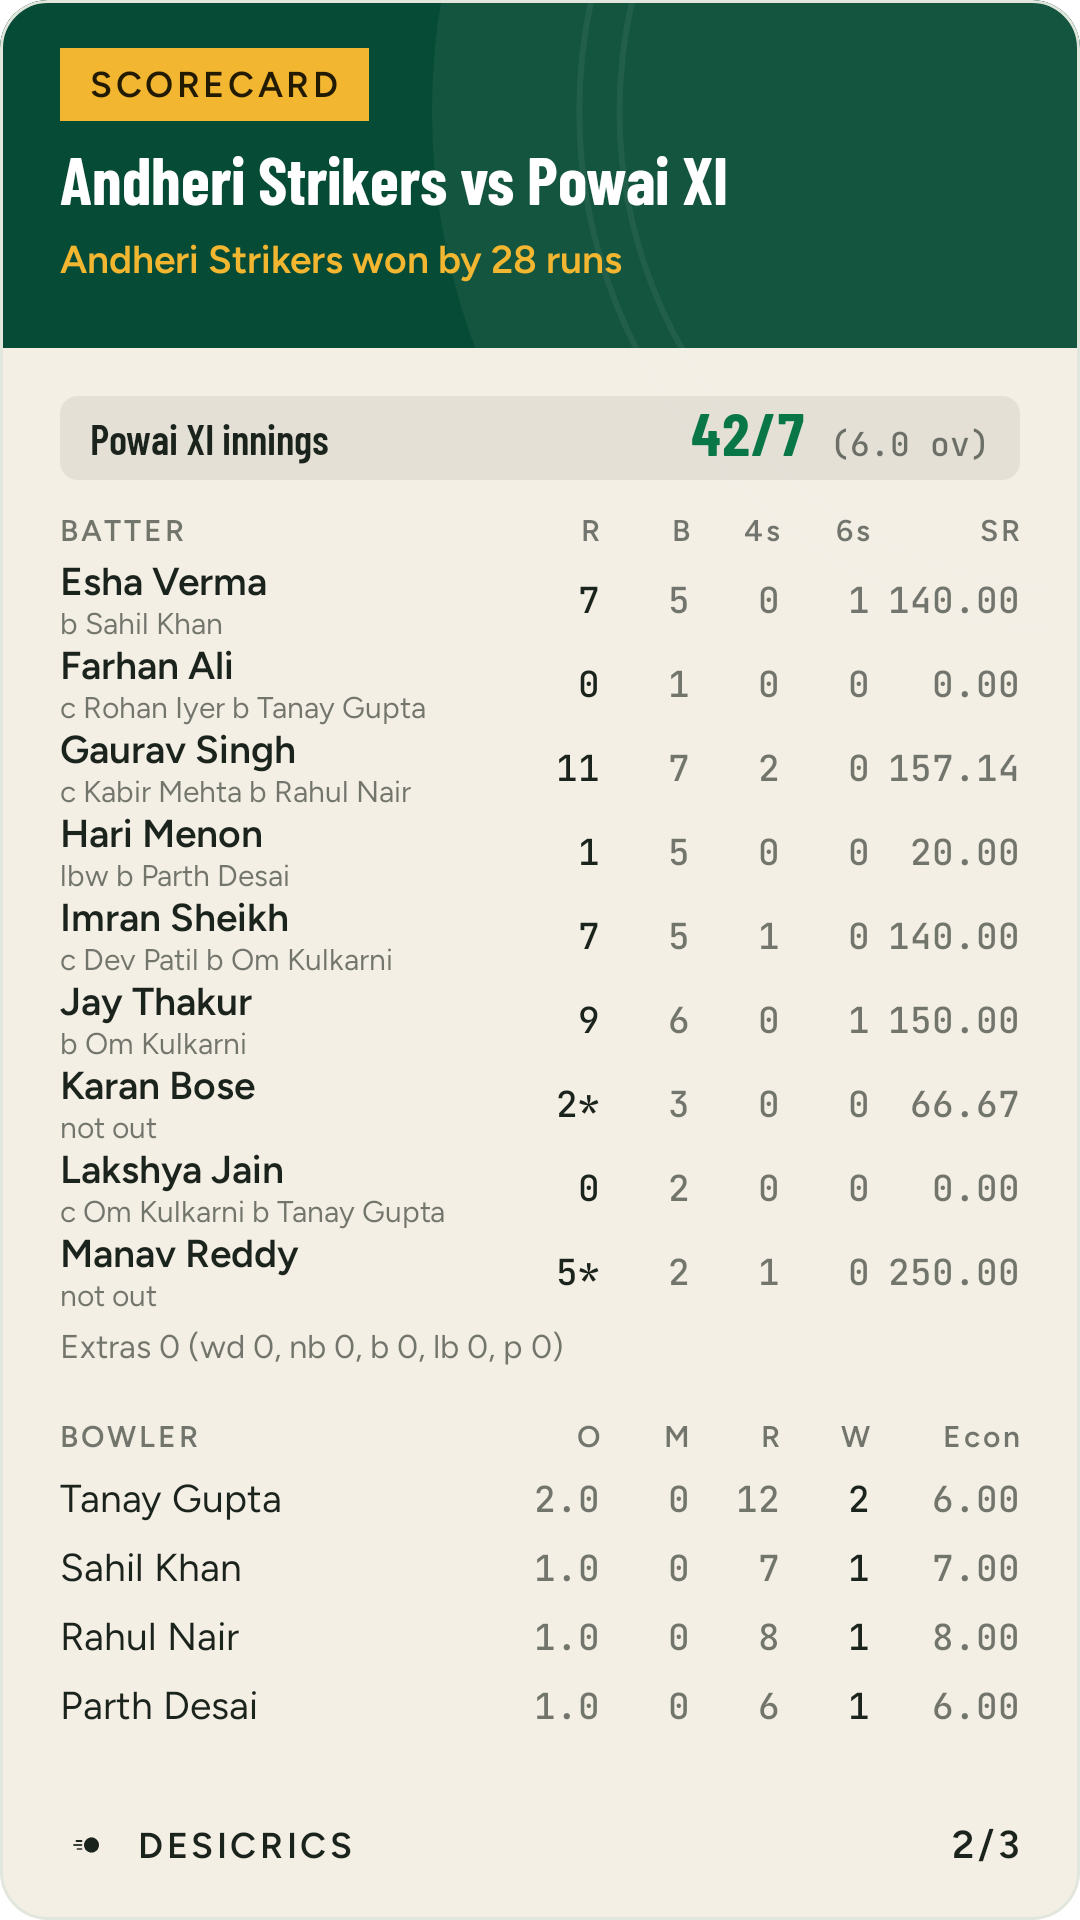 SCORECARD
Andheri Strikers vs Powai XI
Andheri Strikers won by 28 runs
Powai XI innings 42/7 (6.0 ov)
BATTER R B 4s 6s SR
Esha Verma 7 5 0 1 140.00
b Sahil Khan
Farhan Ali 0 1 0 0 0.00
c Rohan Iyer b Tanay Gupta
Gaurav Singh 11 7 2 0 157.14
c Kabir Mehta b Rahul Nair
Hari Menon 1 5 0 0 20.00
lbw b Parth Desai
Imran Sheikh 7 5 1 0 140.00
c Dev Patil b Om Kulkarni
Jay Thakur 9 6 0 1 150.00
b Om Kulkarni
Karan Bose 2* 3 0 0 66.67
not out
Lakshya Jain 0 2 0 0 0.00
c Om Kulkarni b Tanay Gupta
Manav Reddy 5* 2 1 0 250.00
not out
Extras 0 (wd 0, nb 0, b 0, lb 0, p 0)
BOWLER O M R W Econ
Tanay Gupta 2.0 0 12 2 6.00
Sahil Khan 1.0 0 7 1 7.00
Rahul Nair 1.0 0 8 1 8.00
Parth Desai 1.0 0 6 1 6.00
DESICRICS 2/3